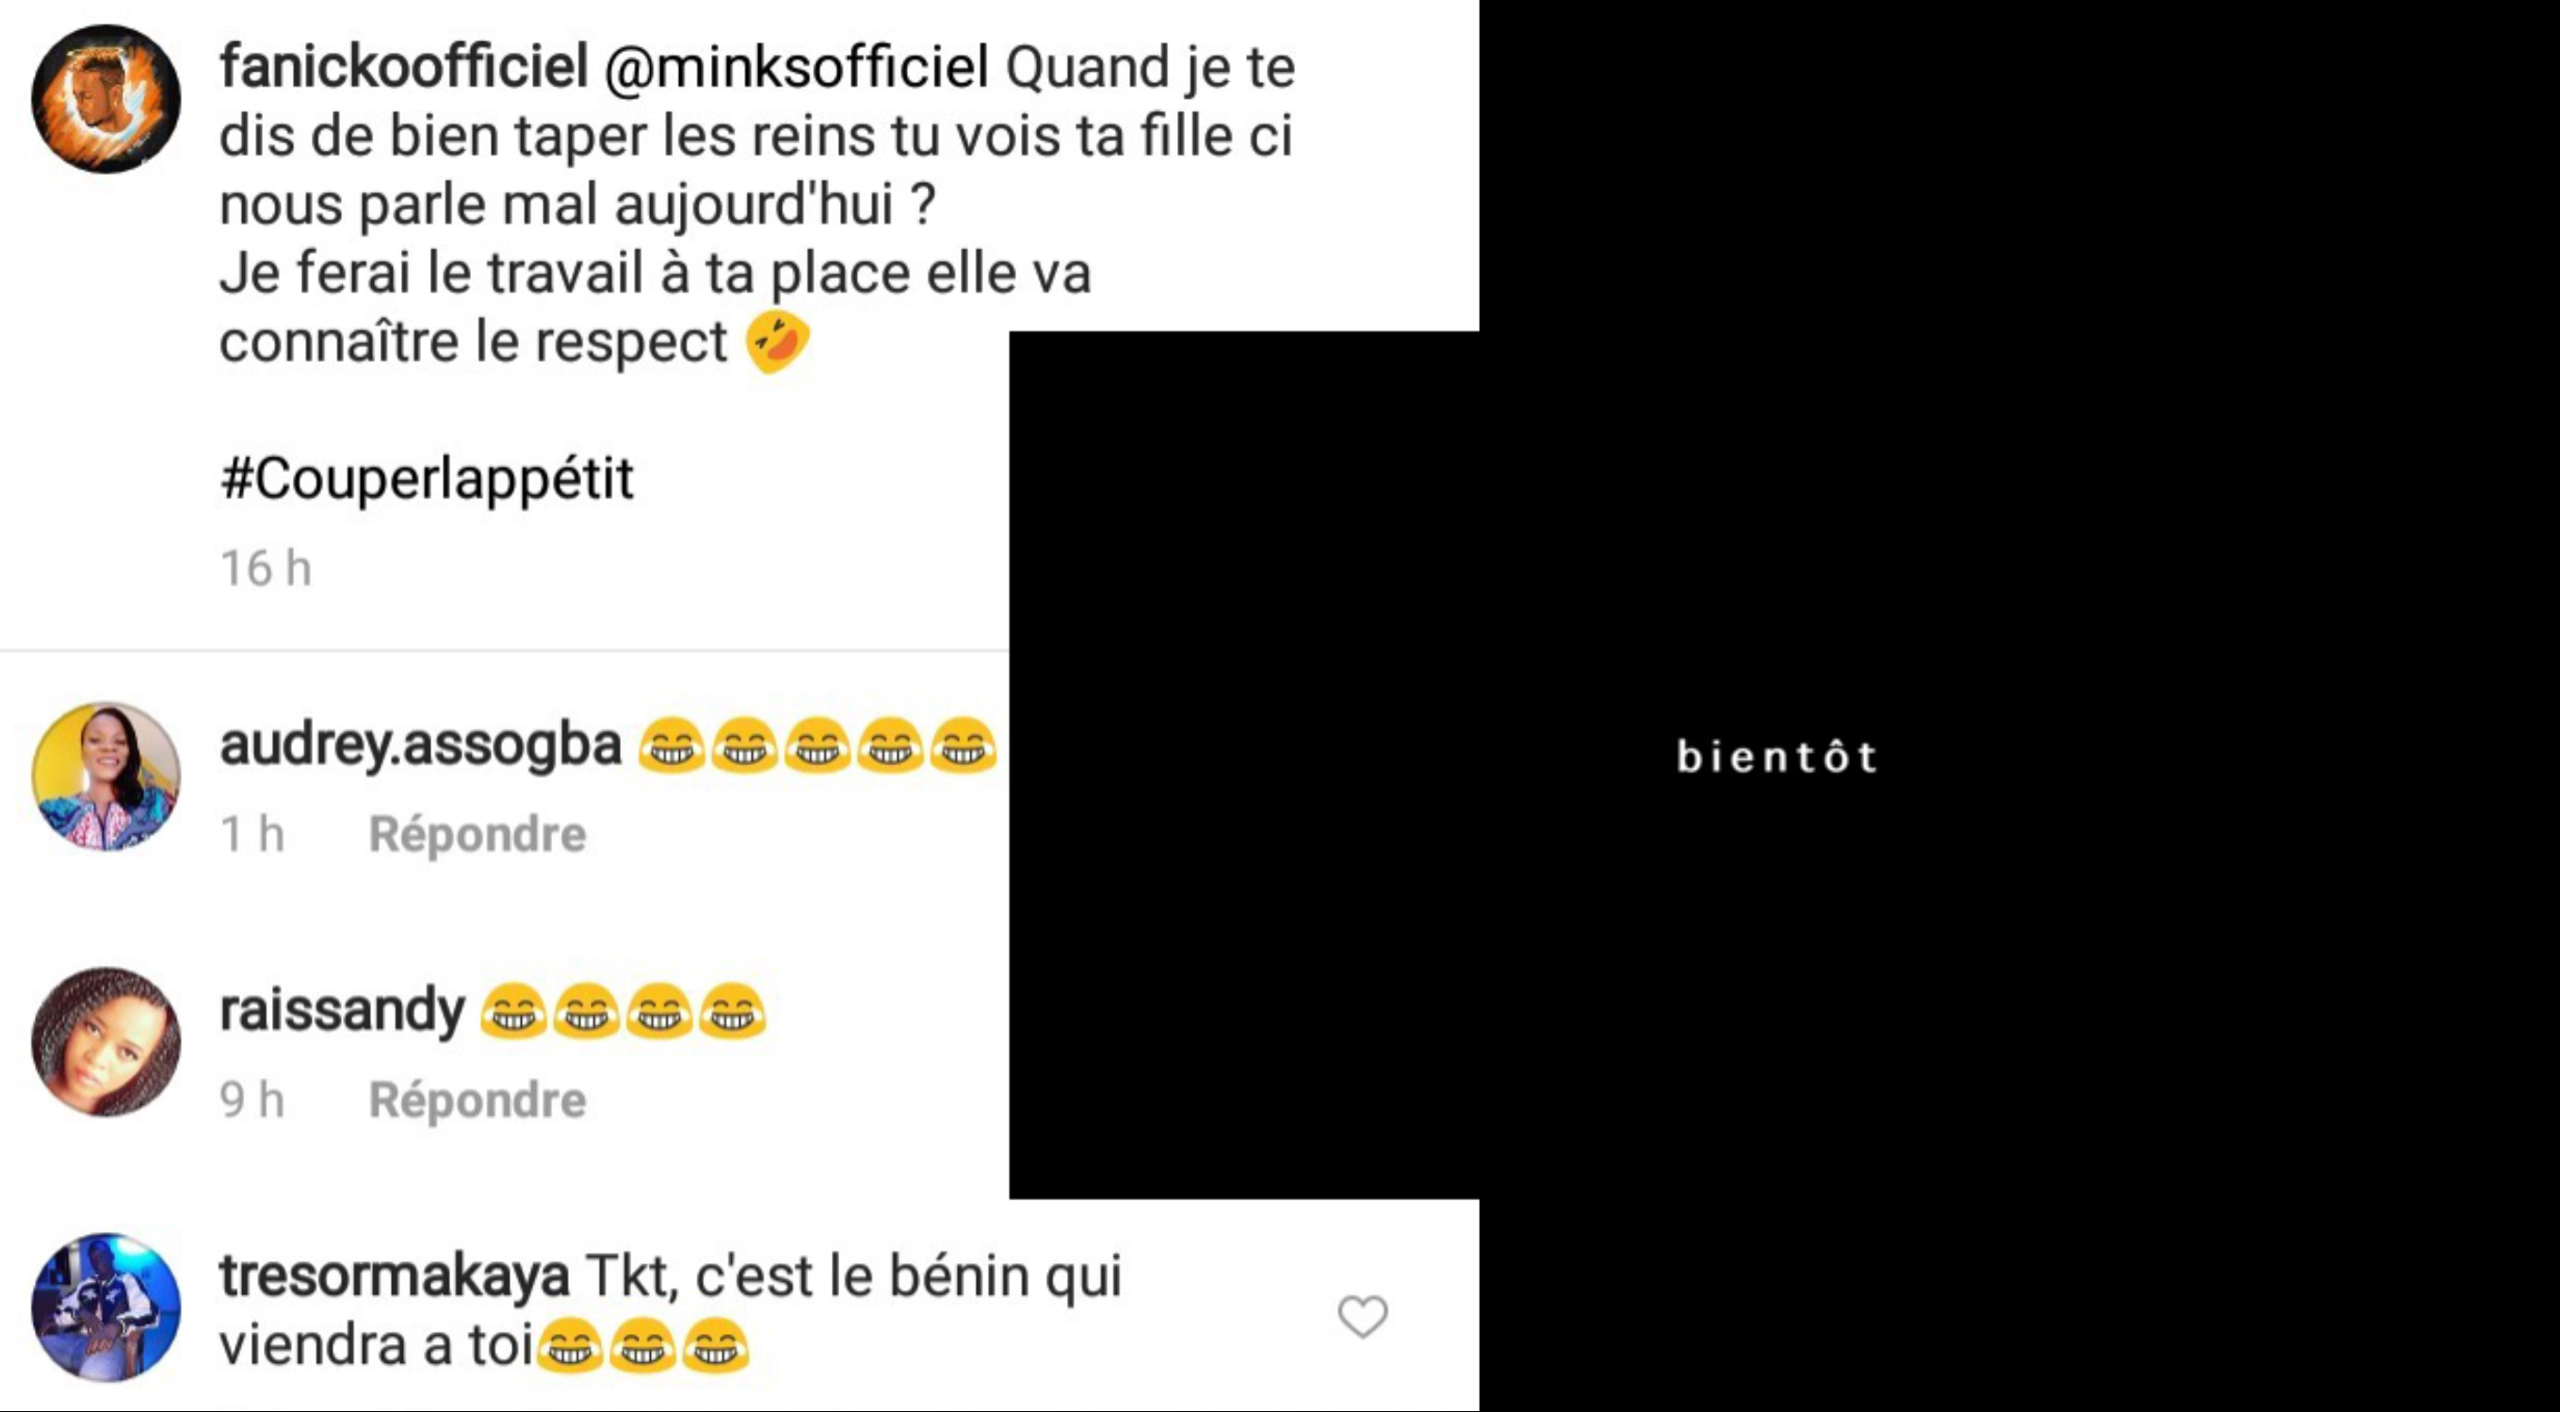 fanickoofficiel @minksofficiel Quand je te
dis de bien taper les reins tu vois ta fille ci
nous parle mal aujourd'hui ?
Je ferai le travail à ta place elle va
connaître le respect 🤣
#Couperlappétit
16 h
audrey.assogba 😂😂😂😂😂
1 h Répondre
raissandy 😂😂😂😂
9 h Répondre
tresormakaya Tkt, c'est le bénin qui
viendra a toi😂😂😂
bientôt